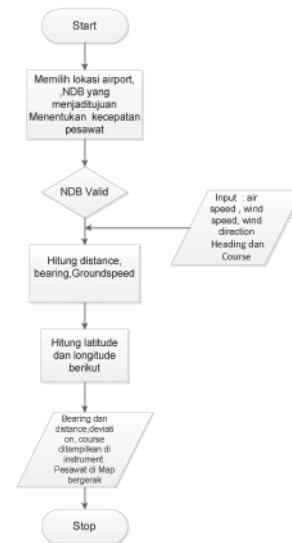 Start
Memilih lokasi airport,
,NDB yang
menjaditujuan
Menentukan kecepatan
pesawat
NDB Valid
Input : air
speed , wind
speed, wind
direction
Heading dan
Course
Hitung distance,
bearing,Groundspeed
Hitung latitude
dan longitude
berikut
Bearing dan
distance,deviati
on, course
ditampilkan di
instrument.
Pesawat di Map
bergerak
Stop